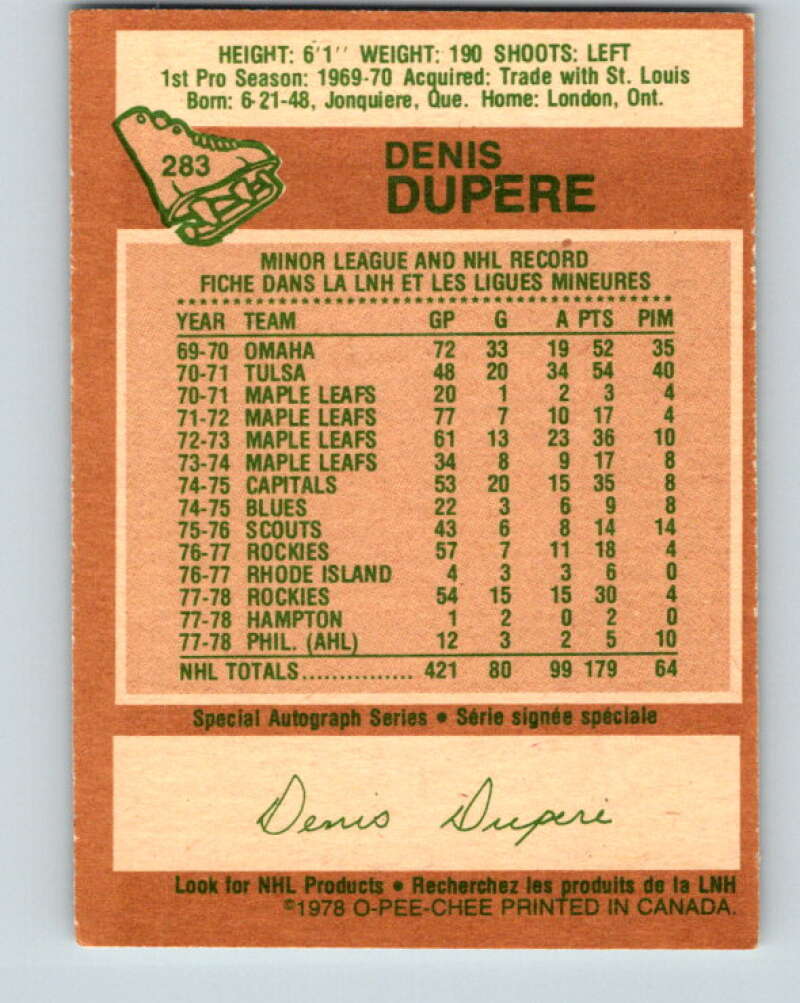 HEIGHT: 6'1'' WEIGHT: 190 SHOOTS: LEFT
1st Pro Season: 1969-70 Acquired: Trade with St. Louis
Born: 6-21-48, Jonquiere, Que. Home: London, Ont.
283
DENIS
DUPERE
MINOR LEAGUE AND NHL RECORD
FICHE DANS LA LNH ET LES LIGUES MINEURES
YEAR TEAM GP G A PTS PIM
69-70 OMAHA 72 33 19 52 35
70-71 TULSA 48 20 34 54 40
70-71 MAPLE LEAFS 20 1 2 3 4
71-72 MAPLE LEAFS 77 7 10 17 4
72-73 MAPLE LEAFS 61 13 23 36 10
73-74 MAPLE LEAFS 34 8 9 17 8
74-75 CAPITALS 53 20 15 35 8
74-75 BLUES 22 3 6 9 8
75-76 SCOUTS 43 6 8 14 14
76-77 ROCKIES 57 7 11 18 4
76-77 RHODE ISLAND 4 3 3 6 0
77-78 ROCKIES 54 15 15 30 4
77-78 HAMPTON 1 2 0 2 0
77-78 PHIL. (AHL) 12 3 2 5 10
NHL TOTALS............... 421 80 99 179 64
Special Autograph Series • Série signée spéciale
Denis Dupere
Look for NHL Products • Recherchez les produits de la LNH
©1978 O-PEE-CHEE PRINTED IN CANADA.